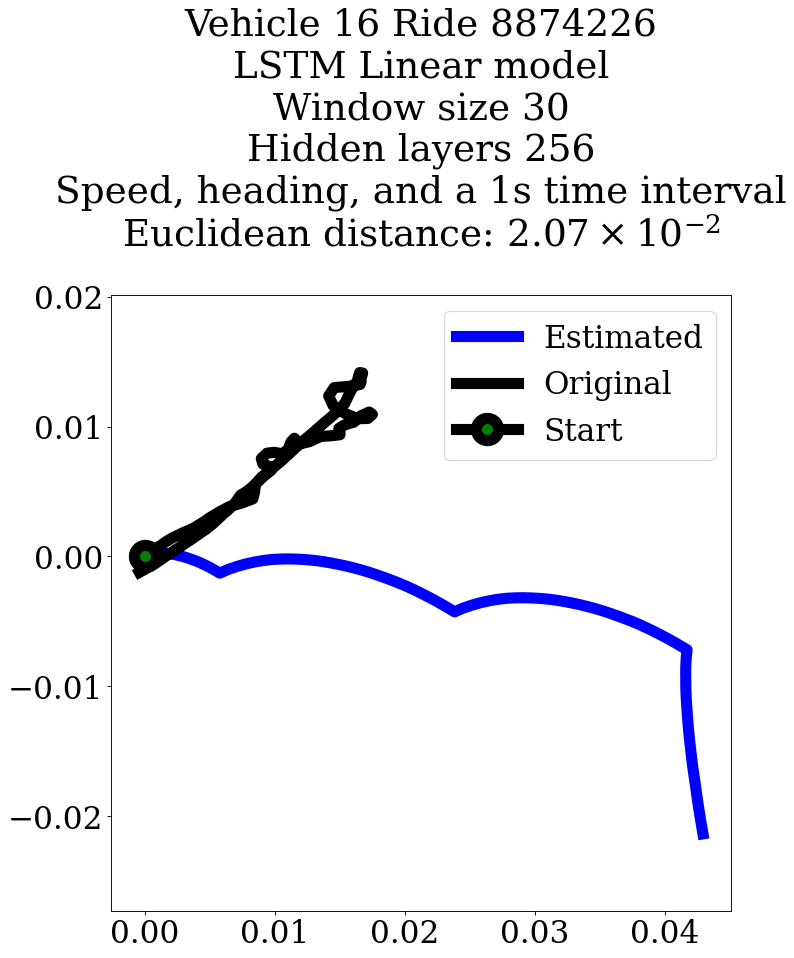 Vehicle 16 Ride 8874226
LSTM Linear model
Window size 30
Hidden layers 256
Speed, heading, and a 1s time interval
Euclidean distance: 2.07 × 10⁻²
0.02
0.01
0.00
−0.01
−0.02
Estimated
Original
Start
0.00 0.01 0.02 0.03 0.04